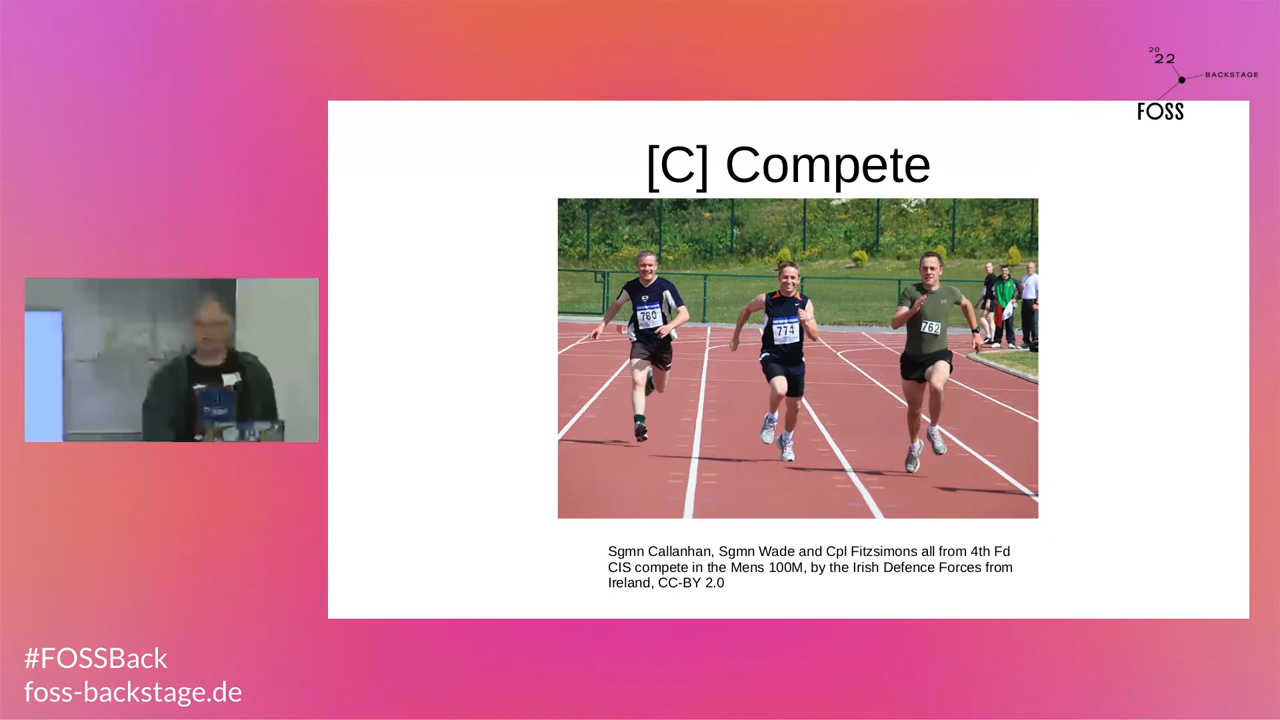 20
22
BACKSTAGE
FOSS
[C] Compete
780
774
762
Sgmn Callanhan, Sgmn Wade and Cpl Fitzsimons all from 4th Fd
CIS compete in the Mens 100M, by the Irish Defence Forces from
Ireland, CC-BY 2.0
#FOSSBack
foss-backstage.de